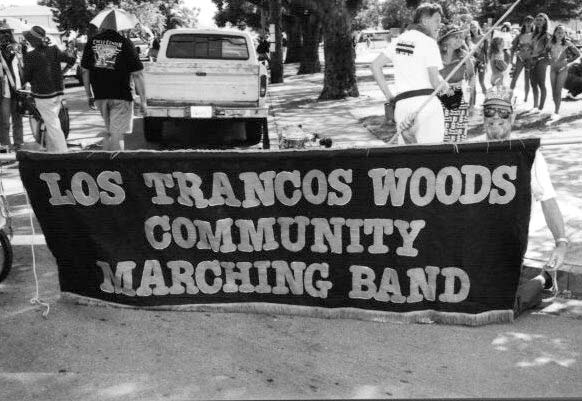 LOS TRANCOS WOODS
COMMUNITY
MARCHING BAND